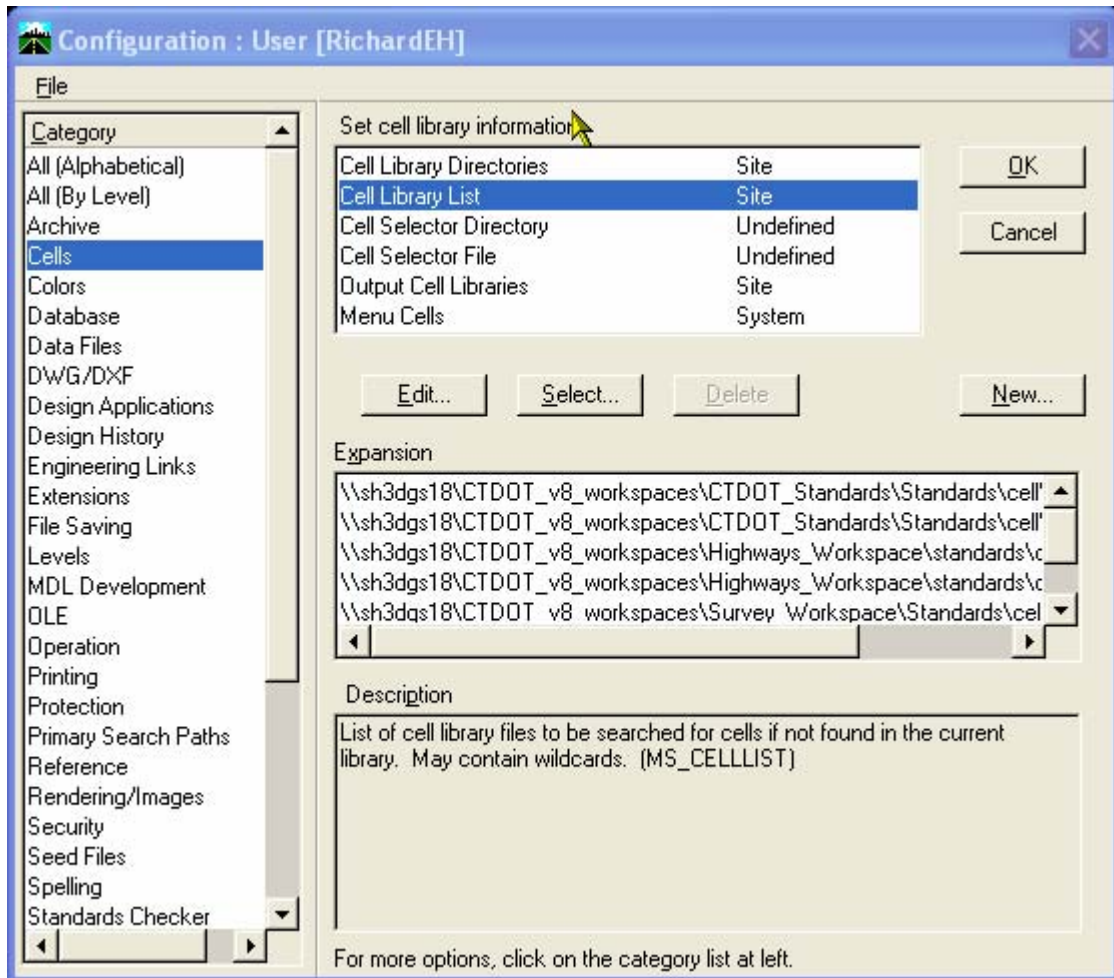 Configuration : User [RichardEH]
File
Category
All (Alphabetical)
All (By Level)
Archive
Cells
Colors
Database
Data Files
DWG/DXF
Design Applications
Design History
Engineering Links
Extensions
File Saving
Levels
MDL Development
OLE
Operation
Printing
Protection
Primary Search Paths
Reference
Rendering/Images
Security
Seed Files
Spelling
Standards Checker
Set cell library information
Cell Library Directories Site
Cell Library List Site
Cell Selector Directory Undefined
Cell Selector File Undefined
Output Cell Libraries Site
Menu Cells System
OK
Cancel
Edit... Select... Delete New...
Expansion
\\sh3dgs18\CTDOT_v8_workspaces\CTDOT_Standards\Standards\cell
\\sh3dgs18\CTDOT_v8_workspaces\CTDOT_Standards\Standards\cell
\\sh3dgs18\CTDOT_v8_workspaces\Highways_Workspace\standards\c
\\sh3dgs18\CTDOT_v8_workspaces\Highways_Workspace\standards\c
\\sh3dgs18\CTDOT_v8_workspaces\Survey_Workspace\Standards\cel
Description
List of cell library files to be searched for cells if not found in the current
library. May contain wildcards. (MS_CELLLIST)
For more options, click on the category list at left.